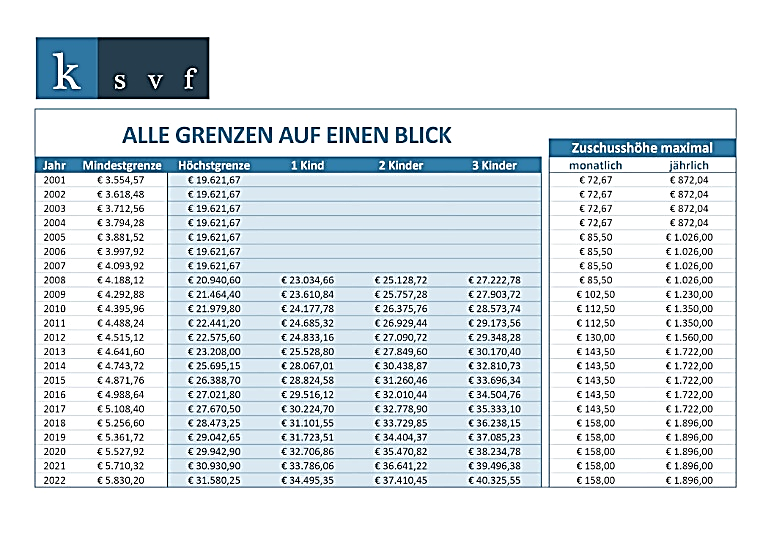 k s v f
ALLE GRENZEN AUF EINEN BLICK
Zuschusshöhe maximal
Jahr Mindestgrenze Höchstgrenze 1 Kind 2 Kinder 3 Kinder monatlich jährlich
2001 € 3.554,57 € 19.621,67 € 72,67 € 872,04
2002 € 3.618,48 € 19.621,67 € 72,67 € 872,04
2003 € 3.712,56 € 19.621,67 € 72,67 € 872,04
2004 € 3.794,28 € 19.621,67 € 72,67 € 872,04
2005 € 3.881,52 € 19.621,67 € 85,50 € 1.026,00
2006 € 3.997,92 € 19.621,67 € 85,50 € 1.026,00
2007 € 4.093,92 € 19.621,67 € 85,50 € 1.026,00
2008 € 4.188,12 € 20.940,60 € 23.034,66 € 25.128,72 € 27.222,78 € 85,50 € 1.026,00
2009 € 4.292,88 € 21.464,40 € 23.610,84 € 25.757,28 € 27.903,72 € 102,50 € 1.230,00
2010 € 4.395,96 € 21.979,80 € 24.177,78 € 26.375,76 € 28.573,74 € 112,50 € 1.350,00
2011 € 4.488,24 € 22.441,20 € 24.685,32 € 26.929,44 € 29.173,56 € 112,50 € 1.350,00
2012 € 4.515,12 € 22.575,60 € 24.833,16 € 27.090,72 € 29.348,28 € 130,00 € 1.560,00
2013 € 4.641,60 € 23.208,00 € 25.528,80 € 27.849,60 € 30.170,40 € 143,50 € 1.722,00
2014 € 4.743,72 € 25.695,15 € 28.067,01 € 30.438,87 € 32.810,73 € 143,50 € 1.722,00
2015 € 4.871,76 € 26.388,70 € 28.824,58 € 31.260,46 € 33.696,34 € 143,50 € 1.722,00
2016 € 4.988,64 € 27.021,80 € 29.516,12 € 32.010,44 € 34.504,76 € 143,50 € 1.722,00
2017 € 5.108,40 € 27.670,50 € 30.224,70 € 32.778,90 € 35.333,10 € 143,50 € 1.722,00
2018 € 5.256,60 € 28.473,25 € 31.101,55 € 33.729,85 € 36.238,15 € 158,00 € 1.896,00
2019 € 5.361,72 € 29.042,65 € 31.723,51 € 34.404,37 € 37.085,23 € 158,00 € 1.896,00
2020 € 5.527,92 € 29.942,90 € 32.706,86 € 35.470,82 € 38.234,78 € 158,00 € 1.896,00
2021 € 5.710,32 € 30.930,90 € 33.786,06 € 36.641,22 € 39.496,38 € 158,00 € 1.896,00
2022 € 5.830,20 € 31.580,25 € 34.495,35 € 37.410,45 € 40.325,55 € 158,00 € 1.896,00